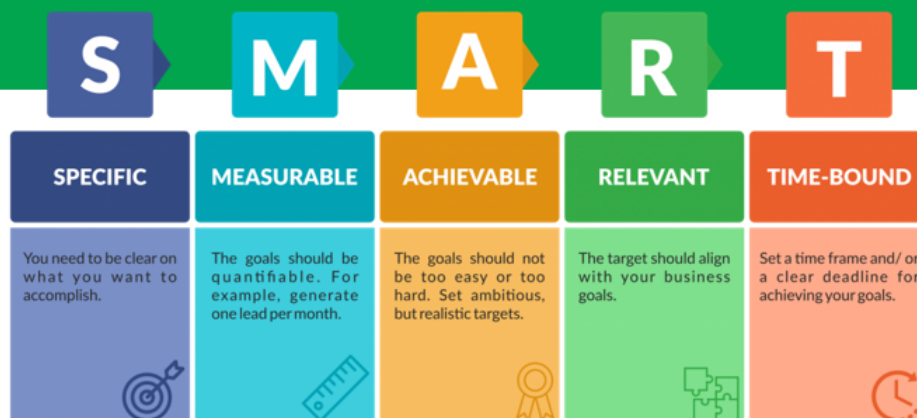 S
M
A
R
T
SPECIFIC
MEASURABLE
ACHIEVABLE
RELEVANT
TIME-BOUND
You need to be clear on
what you want to
accomplish.
The goals should be
quantifiable. For
example, generate
one lead per month.
The goals should not
be too easy or too
hard. Set ambitious,
but realistic targets.
The target should align
with your business
goals.
Set a time frame and/ or
a clear deadline for
achieving your goals.